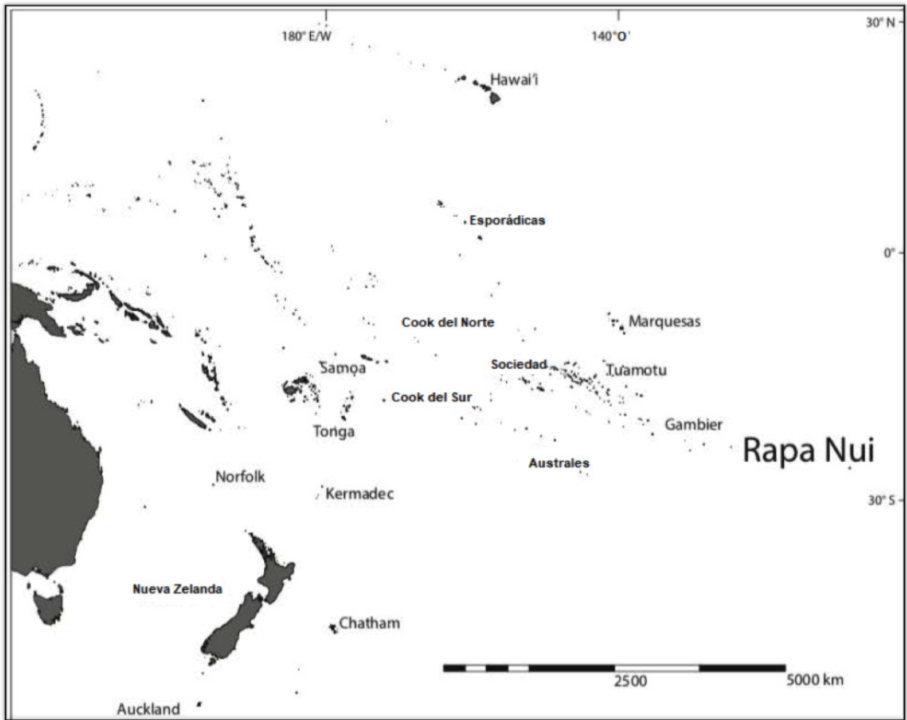 180° E/W
140°O
30° N
Hawai'i
Esporádicas
0°
Cook del Norte
Marquesas
Samoa
Sociedad
Tuamotu
Cook del Sur
Tonga
Gambier
Rapa Nui
Australes
Norfolk
Kermadec
30° S
Nueva Zelanda
Chatham
2500
5000 km
Auckland